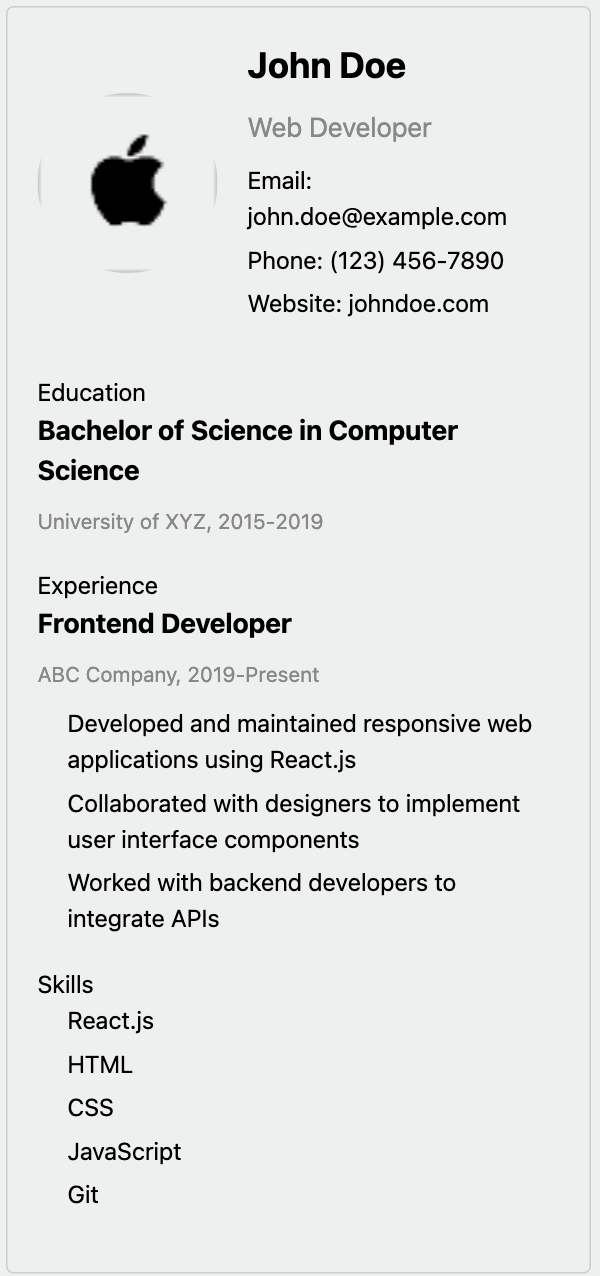 John Doe
Web Developer
Email:
john.doe@example.com
Phone: (123) 456-7890
Website: johndoe.com
Education
Bachelor of Science in Computer
Science
University of XYZ, 2015-2019
Experience
Frontend Developer
ABC Company, 2019-Present
Developed and maintained responsive web
applications using React.js
Collaborated with designers to implement
user interface components
Worked with backend developers to
integrate APIs
Skills
React.js
HTML
CSS
JavaScript
Git